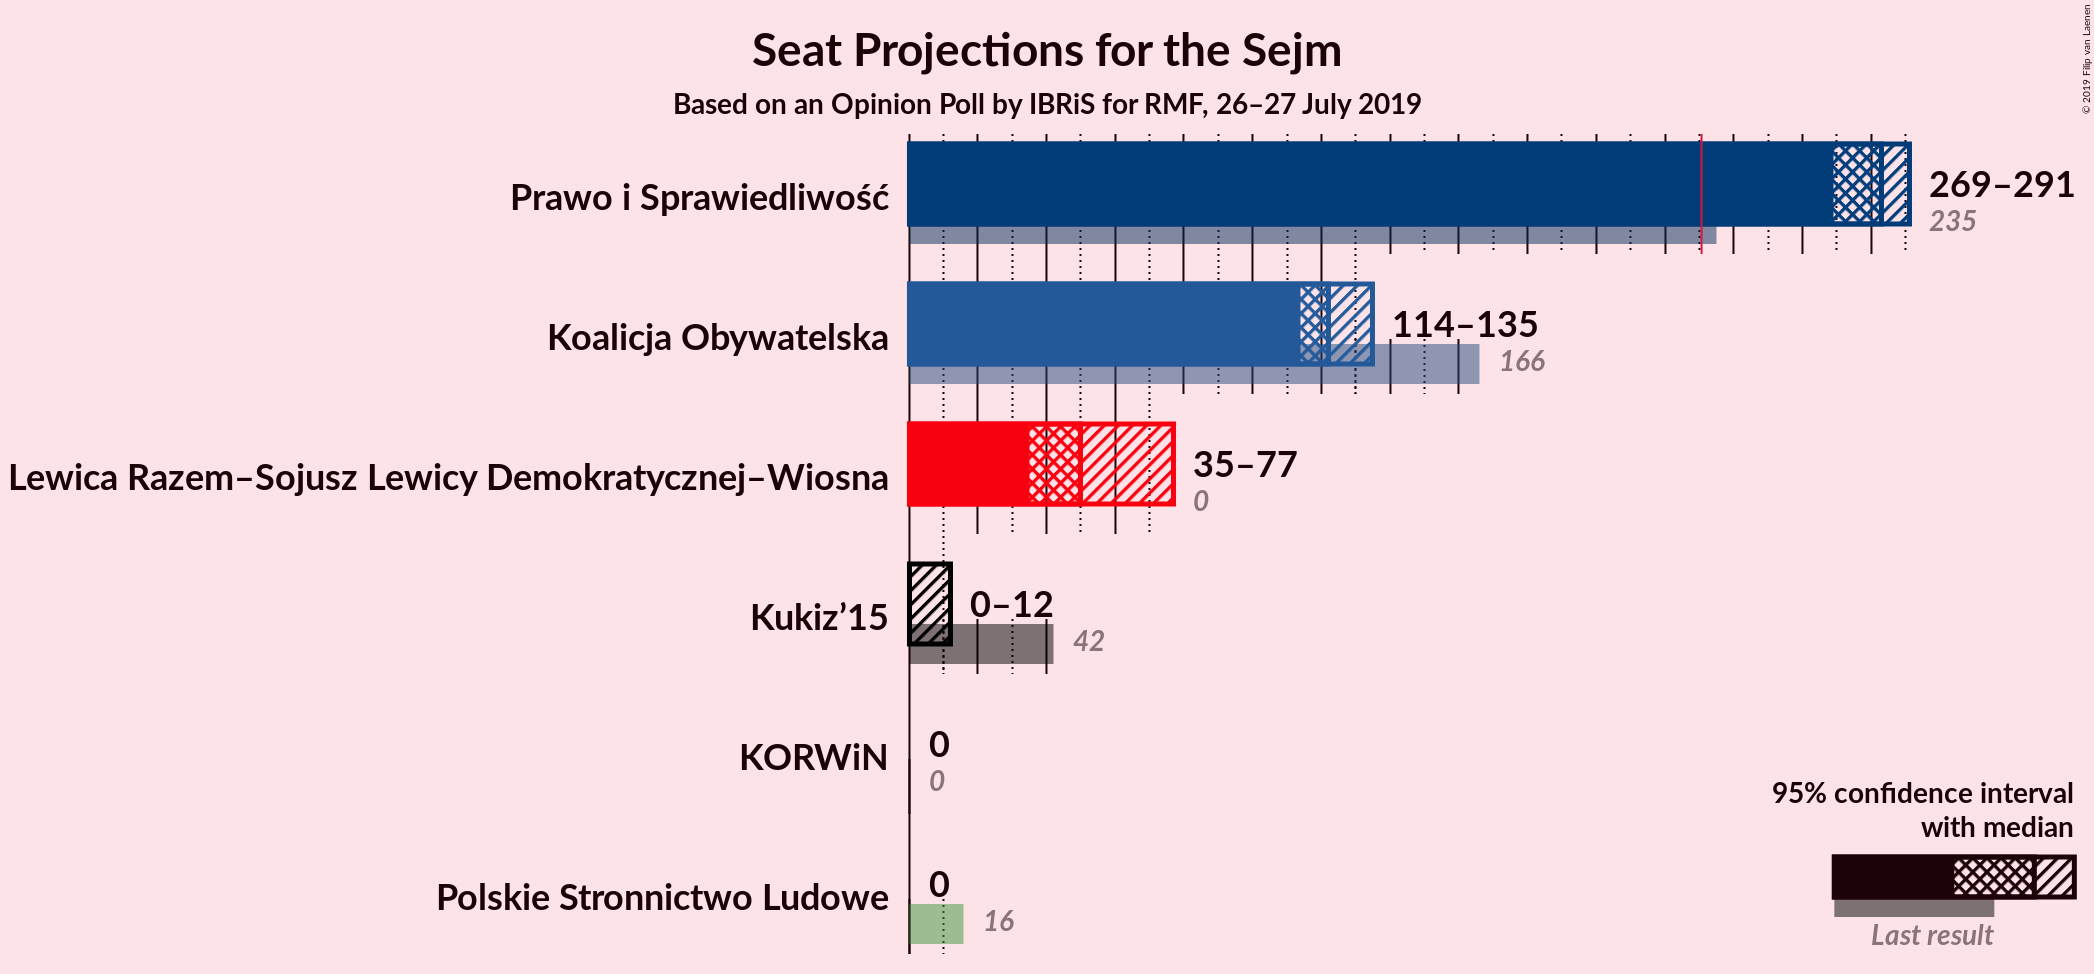 Seat Projections for the Sejm
Based on an Opinion Poll by IBRiS for RMF, 26–27 July 2019
© 2019 Filip van Laenen
Prawo i Sprawiedliwość
269–291
235
Koalicja Obywatelska
114–135
166
Lewica Razem–Sojusz Lewicy Demokratycznej–Wiosna
35–77
0
Kukiz’15
0–12
42
KORWiN
0
0
Polskie Stronnictwo Ludowe
0
16
95% confidence interval
with median
Last result